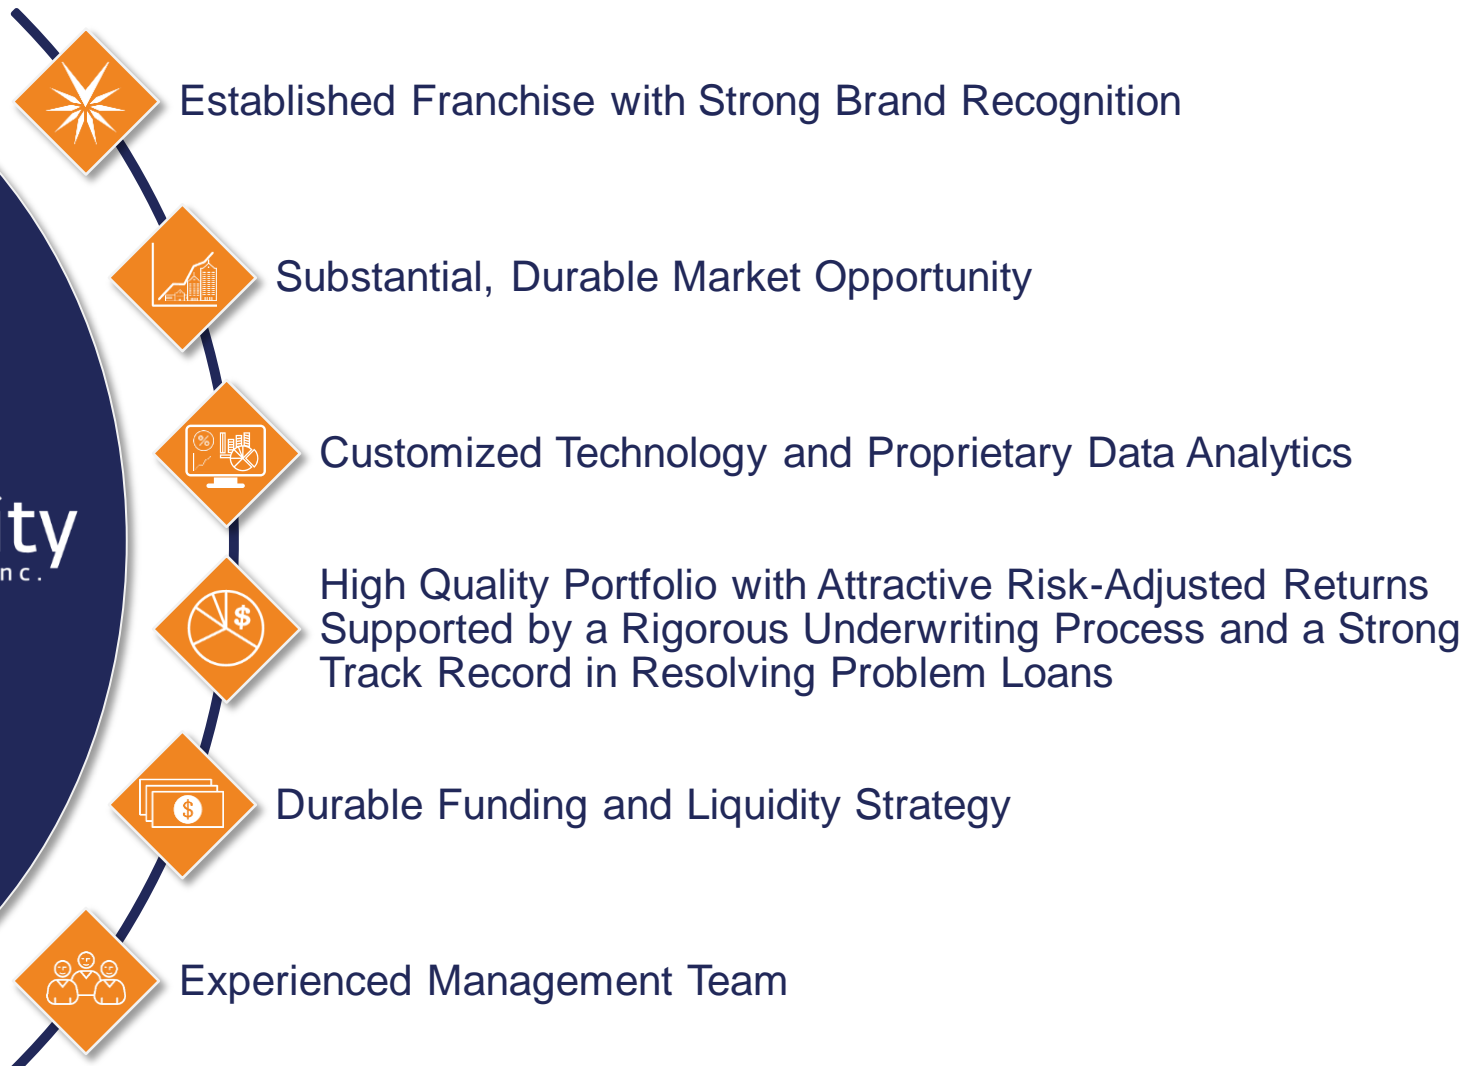 Established Franchise with Strong Brand Recognition
Substantial, Durable Market Opportunity
%
Customized Technology and Proprietary Data Analytics
ity
nc.
High Quality Portfolio with Attractive Risk-Adjusted Returns
$
Supported by a Rigorous Underwriting Process and a Strong
Track Record in Resolving Problem Loans
$
Durable Funding and Liquidity Strategy
Experienced Management Team